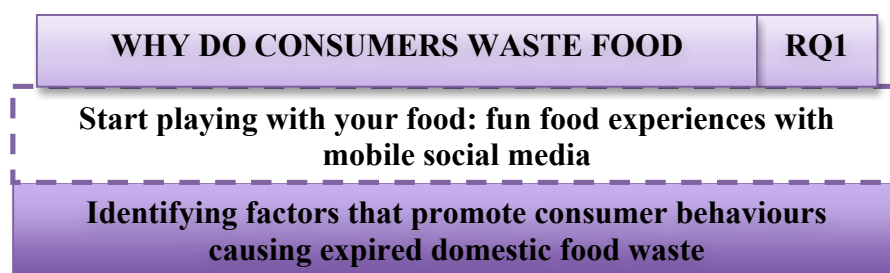 WHY DO CONSUMERS WASTE FOOD RQ1
Start playing with your food: fun food experiences with
mobile social media
Identifying factors that promote consumer behaviours
causing expired domestic food waste